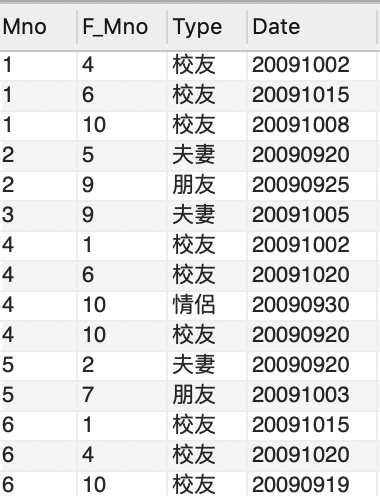 Mno F_Mno Type Date
1 4 校友 20091002
1 6 校友 20091015
1 10 校友 20091008
2 5 夫妻 20090920
2 9 朋友 20090925
3 9 夫妻 20091005
4 1 校友 20091002
4 6 校友 20091020
4 10 情侣 20090930
4 10 校友 20090920
5 2 夫妻 20090920
5 7 朋友 20091003
6 1 校友 20091015
6 4 校友 20091020
6 10 校友 20090919